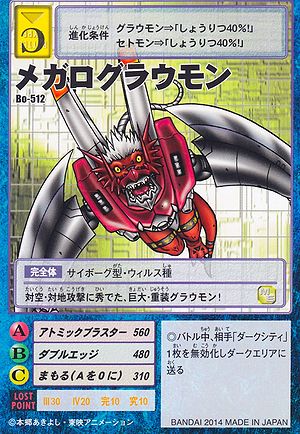 進化条件
しん か じょうけん
グラウモン⇒「しょうりつ40%!」
セトモン⇒「しょうりつ40%!」
メガログラウモン
Bo-512
完全体
サイボーグ型・ウィルス種
対空・対地攻撃に秀でた、巨大・重装グラウモン!
A アトミックブラスター 560
B ダブルエッジ 480
C まもる(Aを0に) 310
LOST POINT Ⅲ30 Ⅳ20 完10 究10
◎バトル中、相手「ダークシティ」
1枚を無効化しダークエリアに
送る
©本郷あきよし・東映アニメーション
BANDAI 2014 MADE IN JAPAN